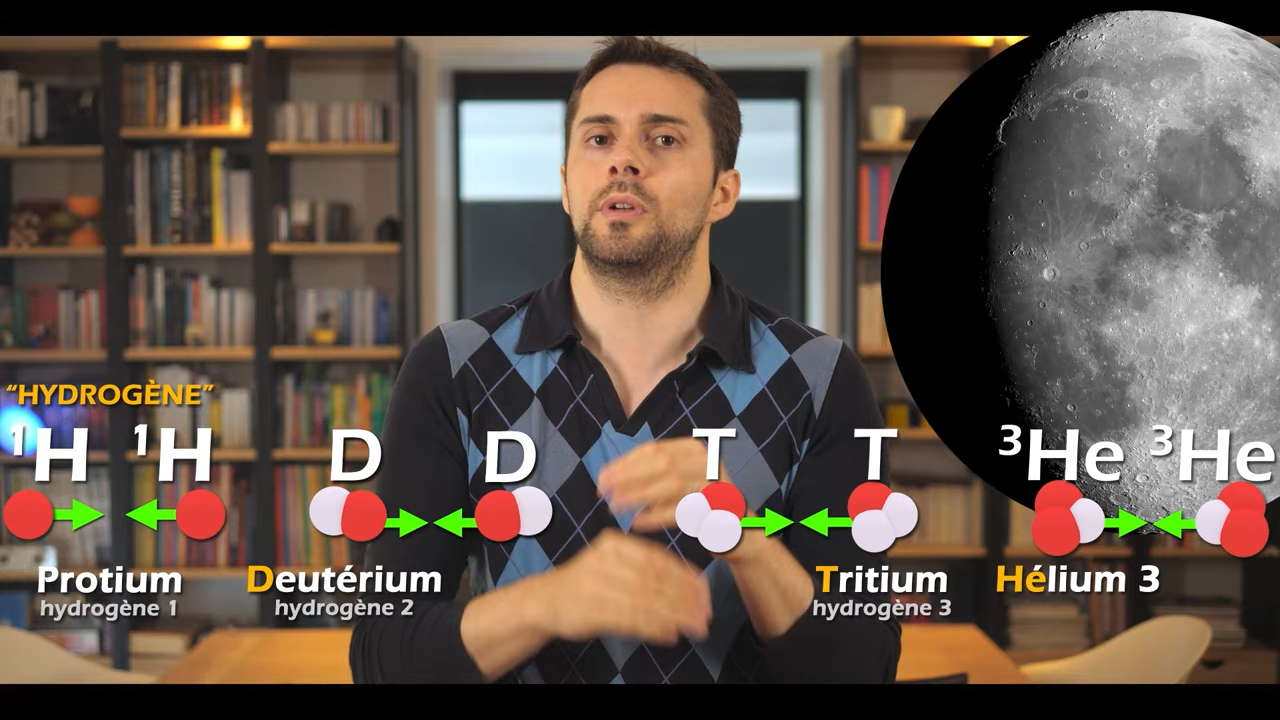 “HYDROGÈNE”
¹H ¹H D D T T ³He ³He
Protium Deutérium Tritium Hélium 3
hydrogène 1 hydrogène 2 hydrogène 3